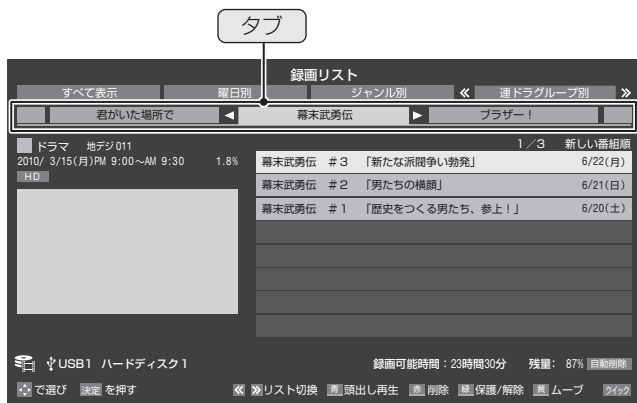 タブ
録画リスト
すべて表示 曜日別 ジャンル別 ≪ 連ドラグループ別 ≫
君がいた場所で ◀ 幕末武勇伝 ▶ ブラザー！
ドラマ 地デジ011 1／3 新しい番組順
2010/ 3/15(月)PM 9:00～AM 9:30 1.8%
HD
幕末武勇伝 ＃3 「新たな派閥争い勃発」 6/22(月)
幕末武勇伝 ＃2 「男たちの横顔」 6/21(日)
幕末武勇伝 ＃1 「歴史をつくる男たち、参上！」 6/20(土)
USB1 ハードディスク1 録画可能時間：23時間30分 残量： 87% 自動削除
で選び 決定 を押す ≪ ≫リスト切換 青 頭出し再生 赤 削除 緑 保護/解除 黄 ムーブ クイック